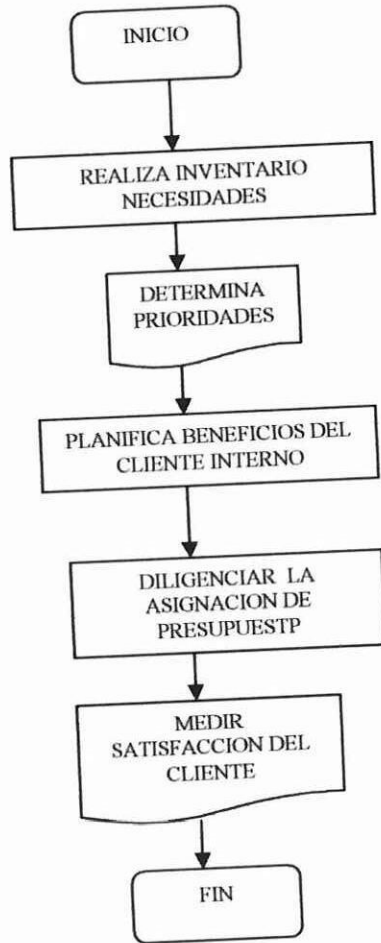 INICIO
REALIZA INVENTARIO
NECESIDADES
DETERMINA
PRIORIDADES
PLANIFICA BENEFICIOS DEL
CLIENTE INTERNO
DILIGENCIAR LA
ASIGNACION DE
PRESUPUESTP
MEDIR
SATISFACCION DEL
CLIENTE
FIN